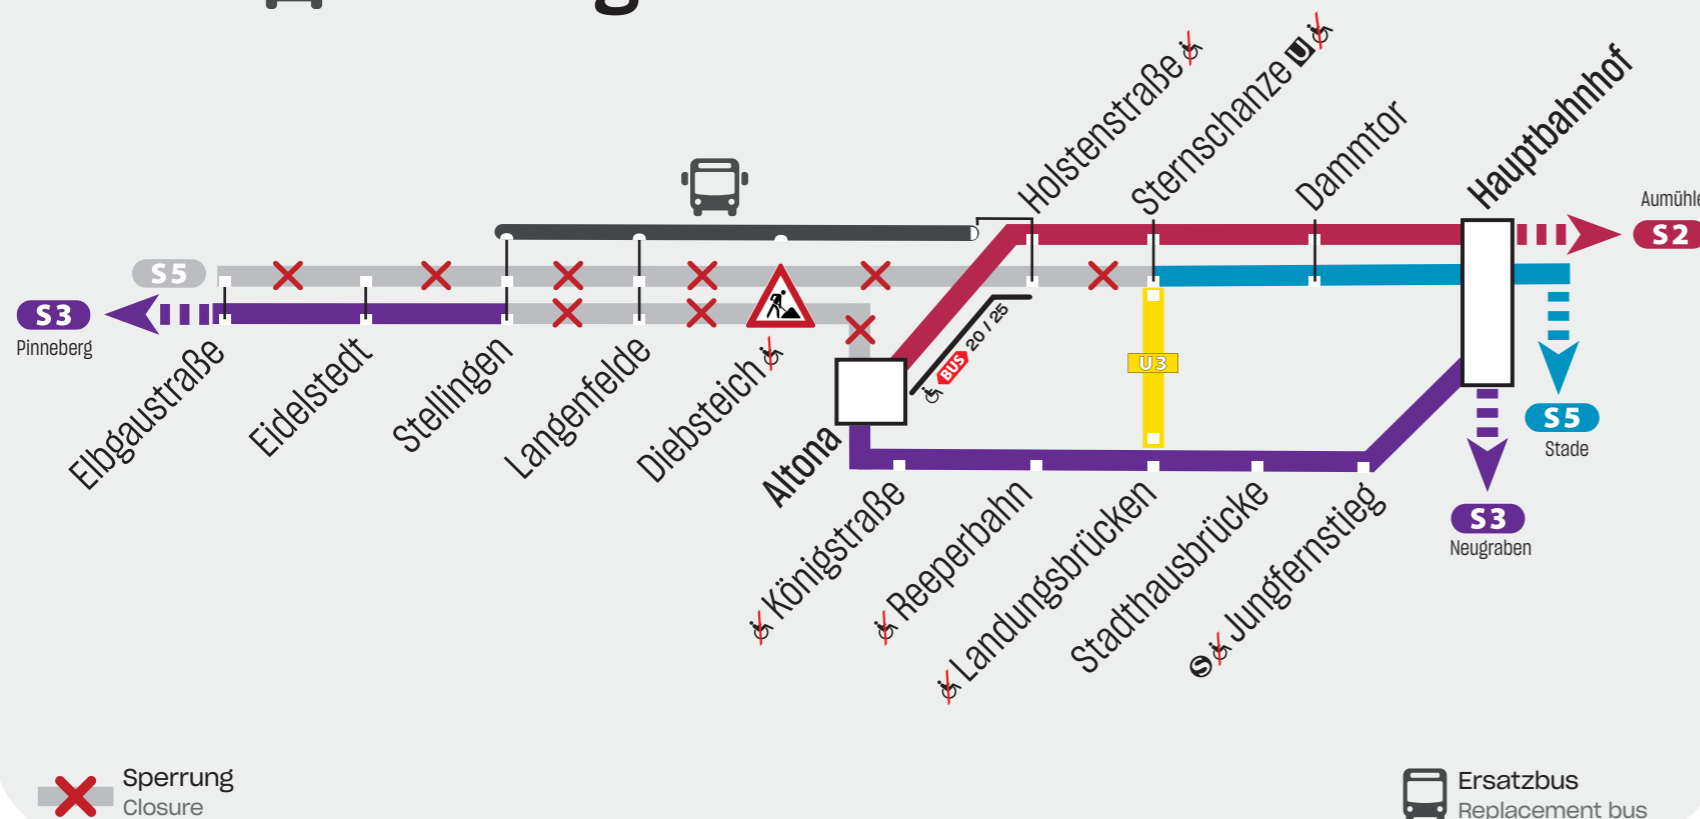 Holstenstraße
Sternschanze U
Dammtor
Hauptbahnhof
Aumühle
S2
S5
S3
Pinneberg
BUS 20 / 25
U3
Elbgaustraße
Eidelstedt
Stellingen
Langenfelde
Diebsteich
Altona
S5
Stade
S3
Neugraben
Königstraße
Reeperbahn
Landungsbrücken
Stadthausbrücke
S Jungfernstieg
Sperrung
Closure
Ersatzbus
Replacement bus